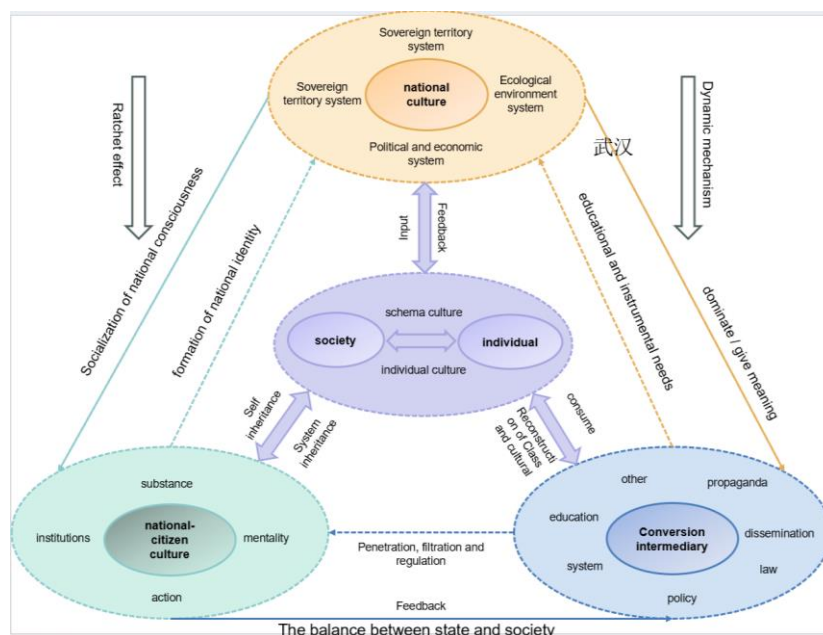 Sovereign territory
system
Sovereign
territory system
national
culture
Ecological
environment
system
Political and economic
system
Ratchet effect
Dynamic mechanism
武汉
Socialization of national consciousness
formation of national identity
Feedback
input
educational and instrumental needs
dominate / give meaning
schema culture
society
individual
individual culture
Self
inheritance
System
inheritance
consume
Reconstructi
on of Class
and cultural
substance
institutions
national-
citizen
culture
mentality
action
other
propaganda
education
Conversion
intermediary
dissemination
system
law
policy
Penetration, filtration and
regulation
Feedback
The balance between state and society